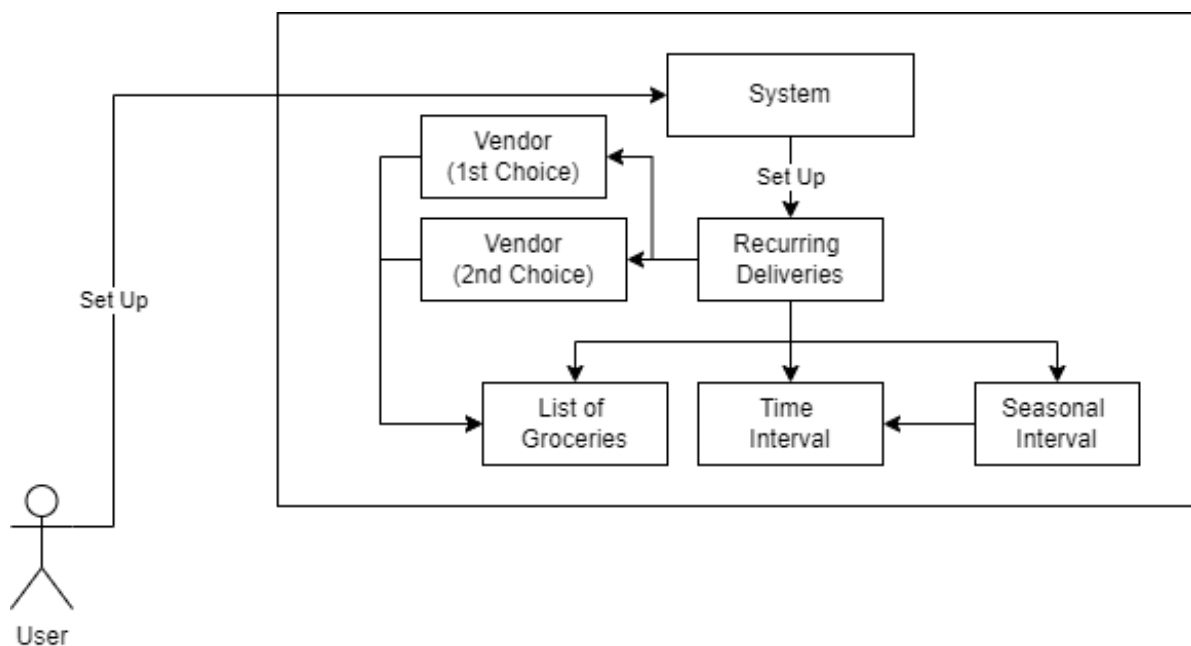 System
Vendor
(1st Choice)
Set Up
Vendor
(2nd Choice)
Recurring
Deliveries
Set Up
List of
Groceries
Time
Interval
Seasonal
Interval
User